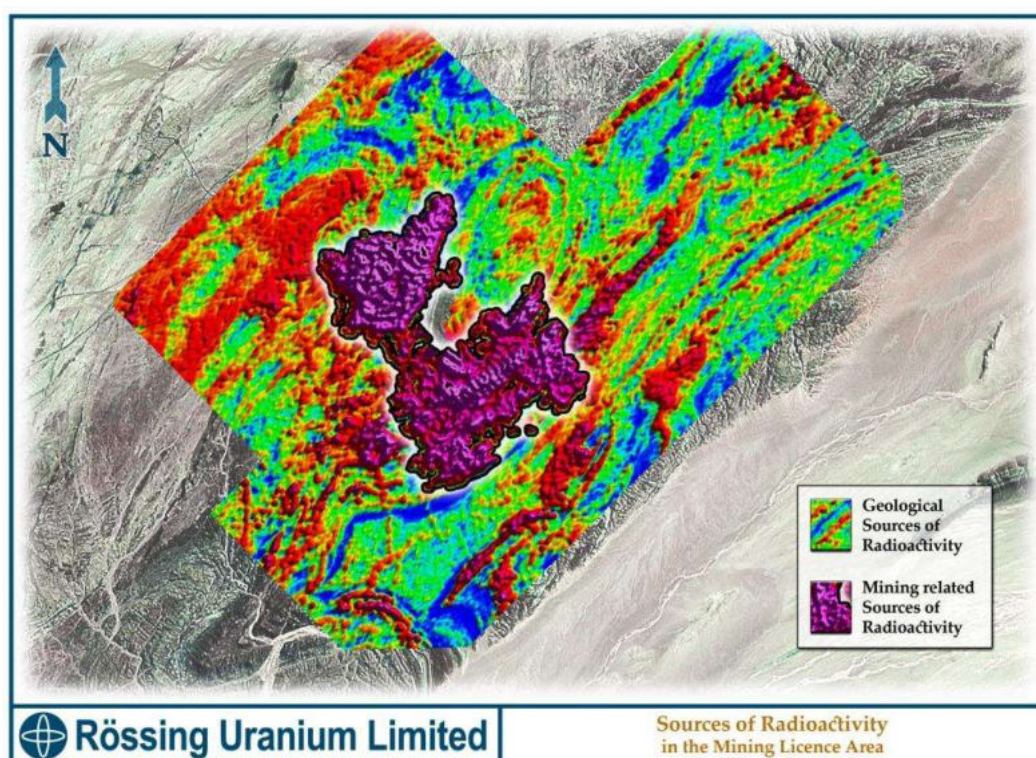 N
Geological
Sources of
Radioactivity
Mining related
Sources of
Radioactivity
Rössing Uranium Limited
Sources of Radioactivity
in the Mining Licence Area